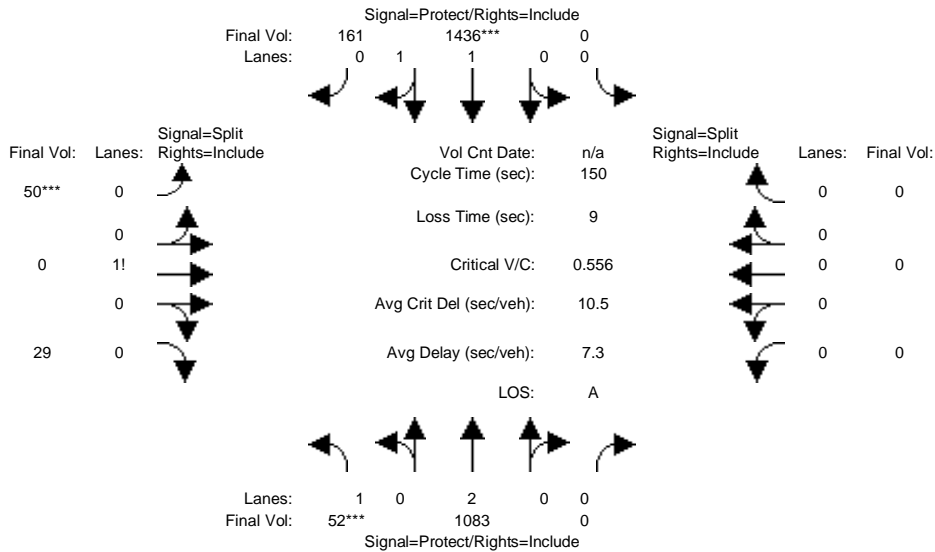 Signal=Protect/Rights=Include
Final Vol: 161 1436*** 0
Lanes: 0 1 1 0 0
Signal=Split Signal=Split
Final Vol: Lanes: Rights=Include Vol Cnt Date: n/a Rights=Include Lanes: Final Vol:
Cycle Time (sec): 150
50*** 0 0 0
Loss Time (sec): 9
0 0
0 1! Critical V/C: 0.556 0 0
0 Avg Crit Del (sec/veh): 10.5 0
29 0 Avg Delay (sec/veh): 7.3 0 0
LOS: A
Lanes: 1 0 2 0 0
Final Vol: 52*** 1083 0
Signal=Protect/Rights=Include